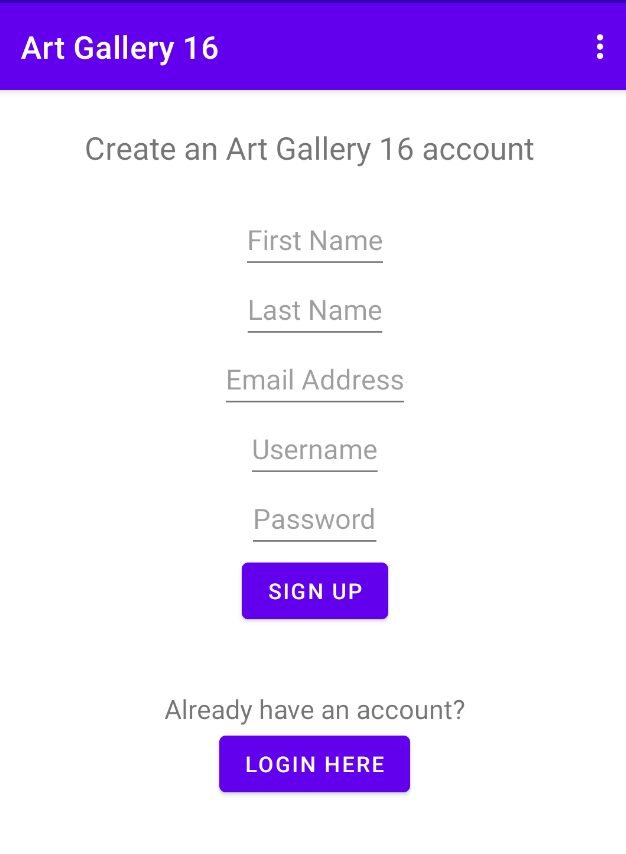 Art Gallery 16
Create an Art Gallery 16 account
First Name
Last Name
Email Address
Username
Password
SIGN UP
Already have an account?
LOGIN HERE